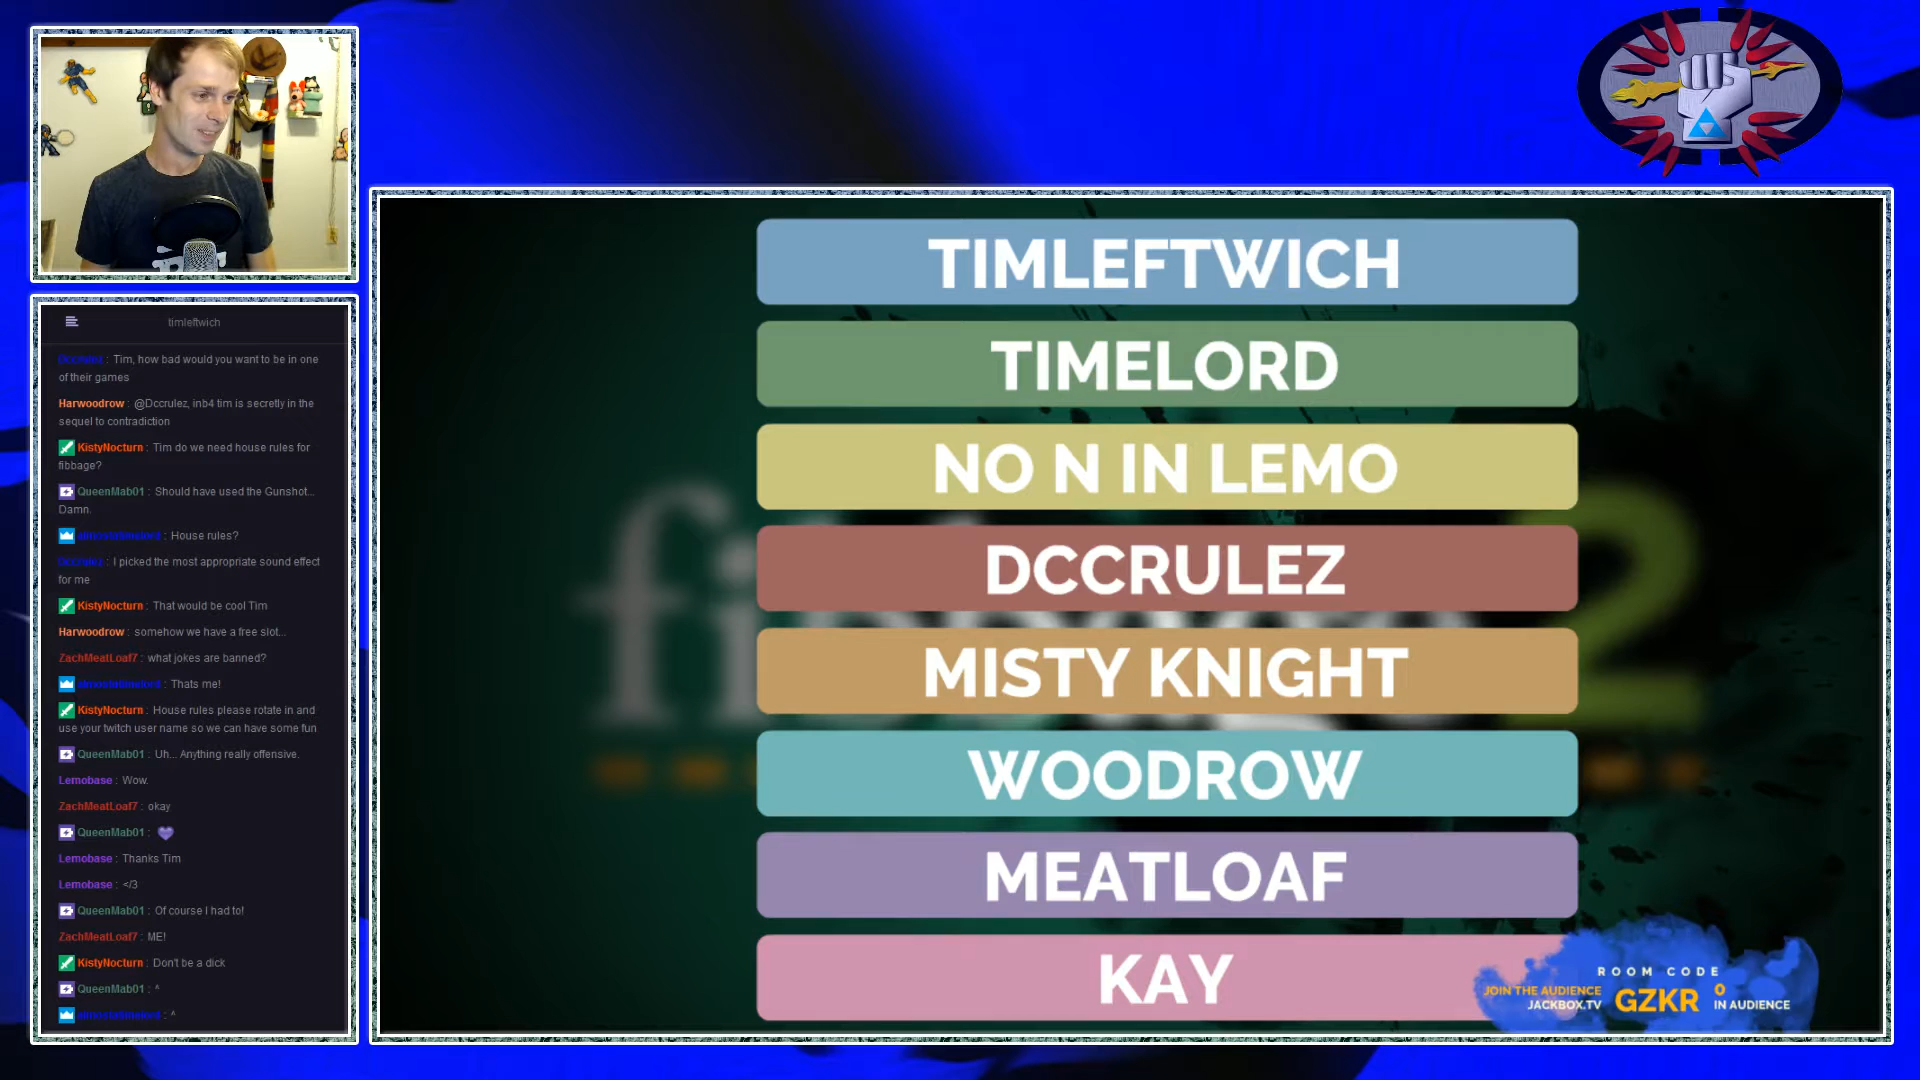 timleftwich
Dccrulez : Tim, how bad would you want to be in one
of their games
Harwoodrow : @Dccrulez, inb4 tim is secretly in the
sequel to contradiction
KistyNocturn : Tim do we need house rules for
fibbage?
QueenMab01 : Should have used the Gunshot...
Damn.
almostatimelord : House rules?
Dccrulez : I picked the most appropriate sound effect
for me
KistyNocturn : That would be cool Tim
Harwoodrow : somehow we have a free slot...
ZachMeatLoaf7 : what jokes are banned?
almostatimelord : Thats me!
KistyNocturn : House rules please rotate in and
use your twitch user name so we can have some fun
QueenMab01 : Uh... Anything really offensive.
Lemobase : Wow.
ZachMeatLoaf7 : okay
QueenMab01 :
Lemobase : Thanks Tim
Lemobase : </3
QueenMab01 : Of course I had to!
ZachMeatLoaf7 : ME!
KistyNocturn : Don't be a dick
QueenMab01 : ^
almostatimelord : ^
TIMLEFTWICH
TIMELORD
NO N IN LEMO
DCCRULEZ
MISTY KNIGHT
WOODROW
MEATLOAF
KAY
2
ROOM CODE
JOIN THE AUDIENCE
JACKBOX.TV
GZKR
0
IN AUDIENCE